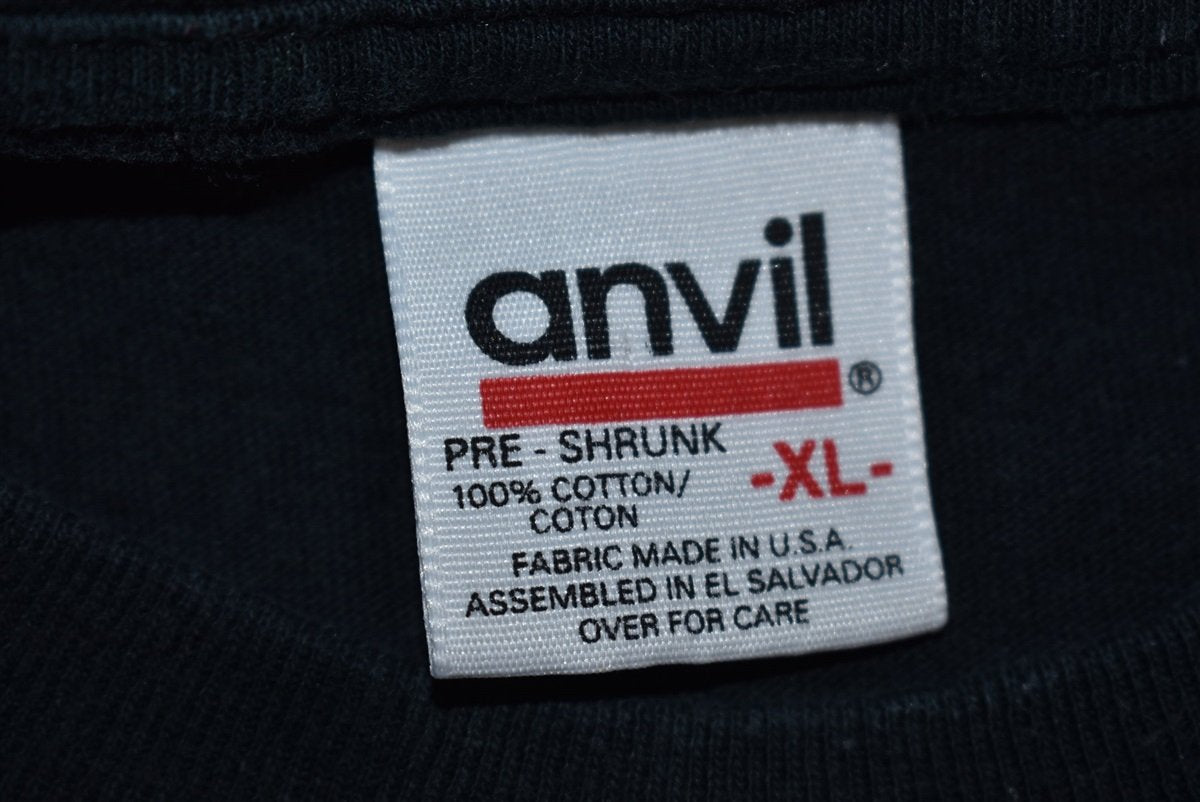 anvil®
PRE - SHRUNK
-XL-
100% COTTON/
COTON
FABRIC MADE IN U.S.A.
ASSEMBLED IN EL SALVADOR
OVER FOR CARE